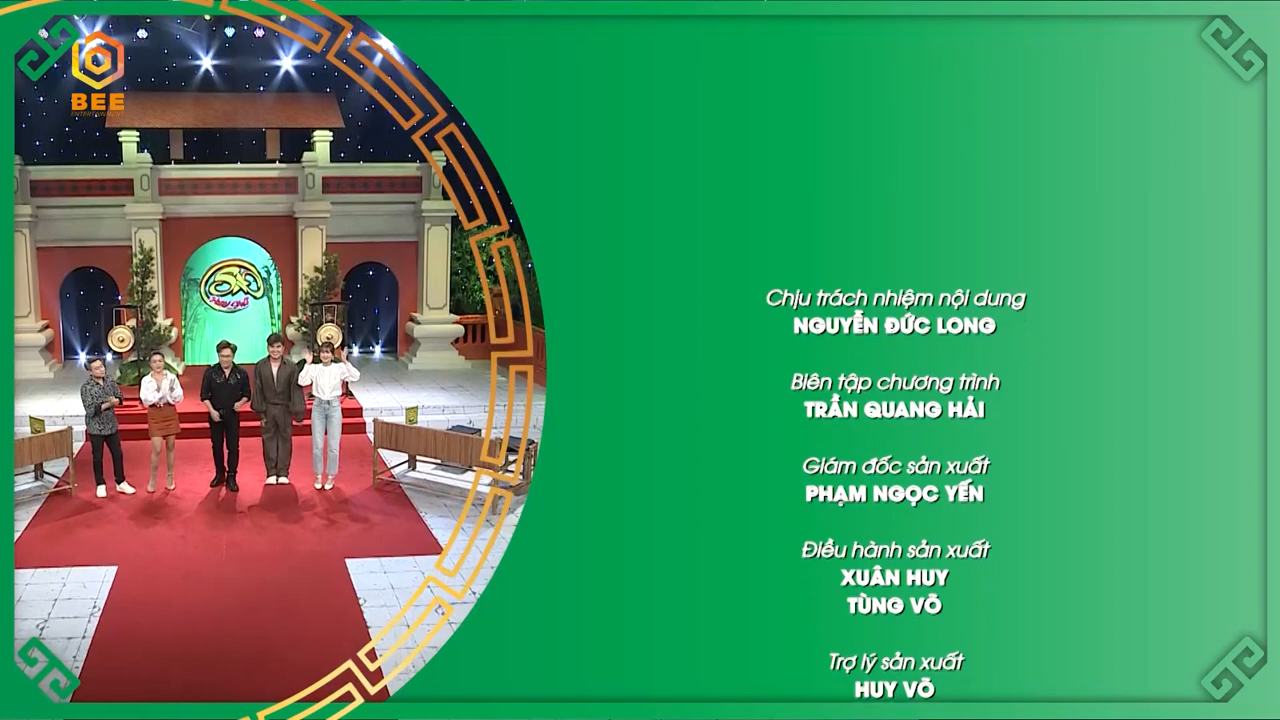 BEE
ENTERTAINMENT
Chịu trách nhiệm nội dung
NGUYỄN ĐỨC LONG
Biên tập chương trình
TRẦN QUANG HẢI
Giám đốc sản xuất
PHẠM NGỌC YẾN
Điều hành sản xuất
XUÂN HUY
TÙNG VÕ
Trợ lý sản xuất
HUY VÕ